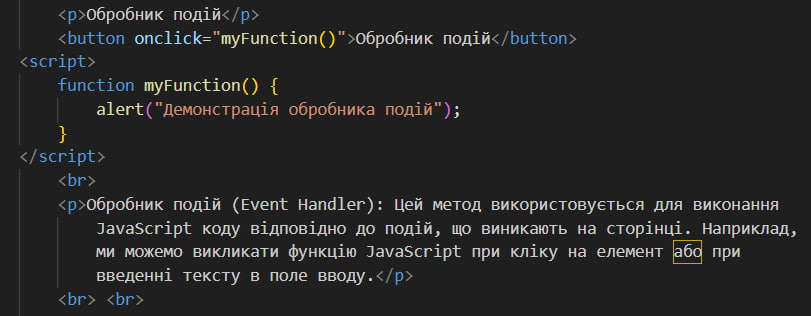 <p>Обробник подій</p>
<button onclick="myFunction()">Обробник подій</button>
<script>
function myFunction() {
alert("Демонстрація обробника подій");
}
</script>
<br>
<p>Обробник подій (Event Handler): Цей метод використовується для виконання
JavaScript коду відповідно до подій, що виникають на сторінці. Наприклад,
ми можемо викликати функцію JavaScript при кліку на елемент або при
введенні тексту в поле вводу.</p>
<br> <br>